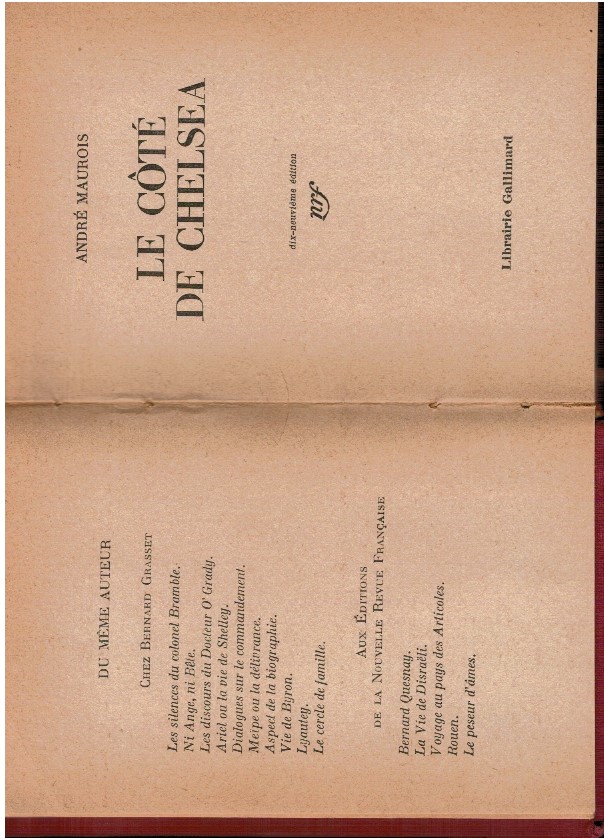 DU MÊME AUTEUR
CHEZ BERNARD GRASSET
Les silences du colonel Bramble.
Ni Ange, ni Bête.
Les discours du Docteur O'Grady.
Ariel ou la vie de Shelley.
Dialogues sur le commandement.
Meïpe ou la délivrance.
Aspect de la biographie.
Vie de Byron.
Lyautey.
Le cercle de famille.
AUX ÉDITIONS
DE LA NOUVELLE REVUE FRANÇAISE
Bernard Quesnay.
La Vie de Disraëli.
Voyage au pays des Articoles.
Rouen.
Le peseur d'âmes.
ANDRÉ MAUROIS
LE CÔTÉ
DE CHELSEA
dix-neuvième édition
nrf
Librairie Gallimard